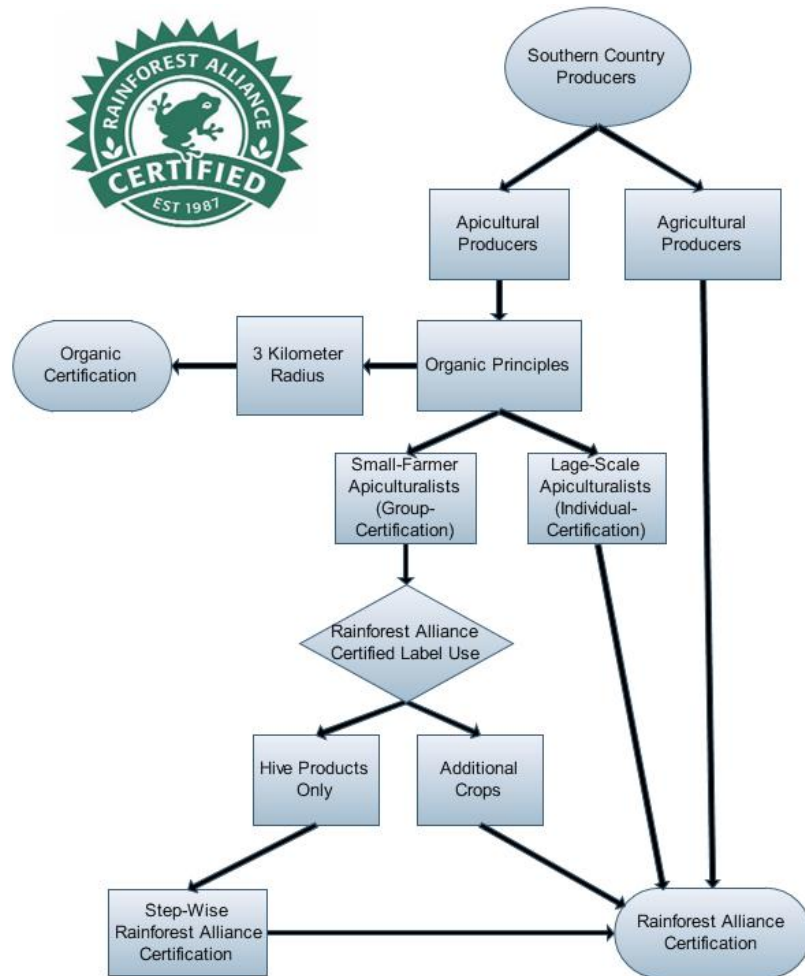 RAINFOREST ALLIANCE
CERTIFIED
EST 1987
Southern Country
Producers
Apicultural
Producers
Agricultural
Producers
Organic
Certification
3 Kilometer
Radius
Organic Principles
Small-Farmer
Apiculturalists
(Group-
Certification)
Lage-Scale
Apiculturalists
(Individual-
Certification)
Rainforest Alliance
Certified Label Use
Hive Products
Only
Additional
Crops
Step-Wise
Rainforest Alliance
Certification
Rainforest Alliance
Certification